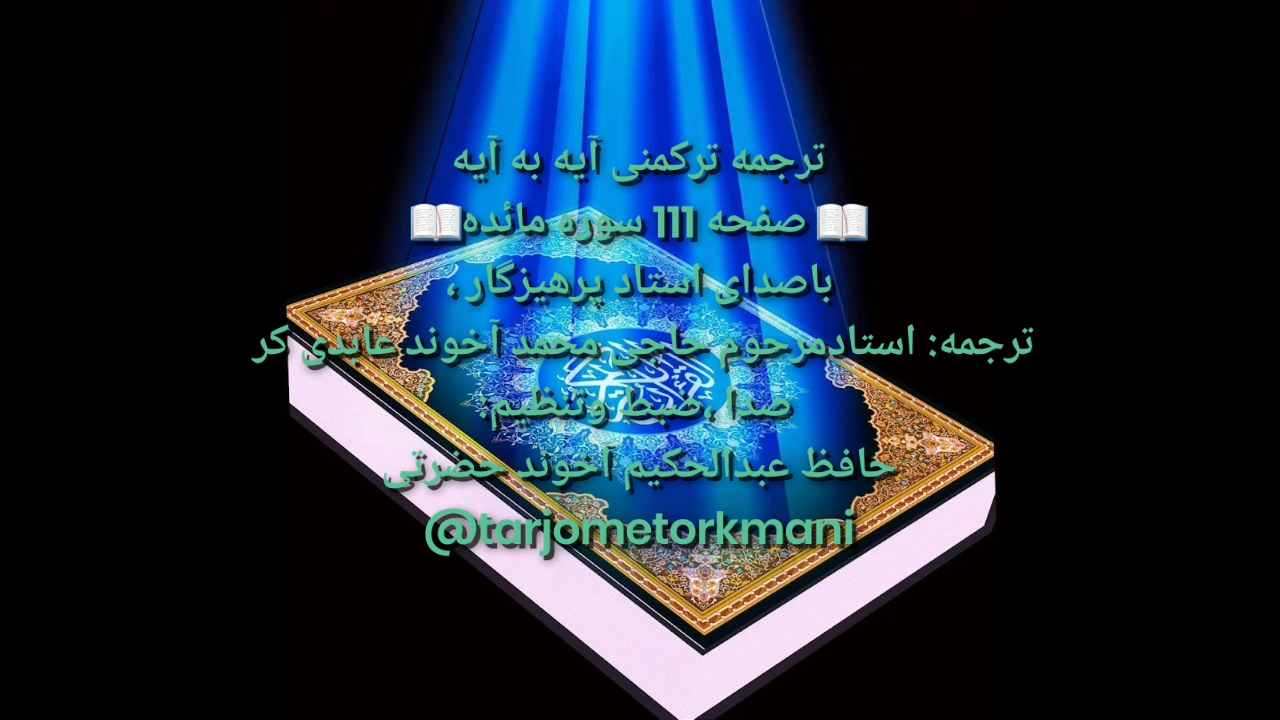 ترجمه ترکمنی آیه به آیه
📖 صفحه 111 سوره مائده📖
باصدای استاد پرهیزگار ،
ترجمه: استادمرحوم حاجی محمد آخوند عابدی کر
صدا ،ضبط وتنظیم:
حافظ عبدالحکیم آخوند حضرتی
@tarjometorkmani